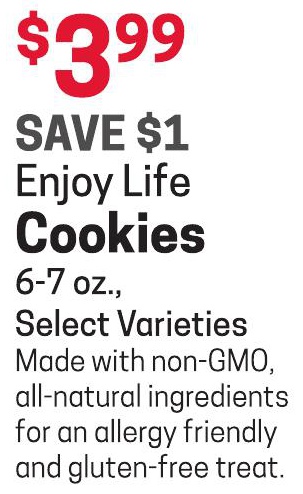 $3.99
SAVE $1
Enjoy Life
Cookies
6-7 oz.,
Select Varieties
Made with non-GMO,
all-natural ingredients
for an allergy friendly
and gluten-free treat.